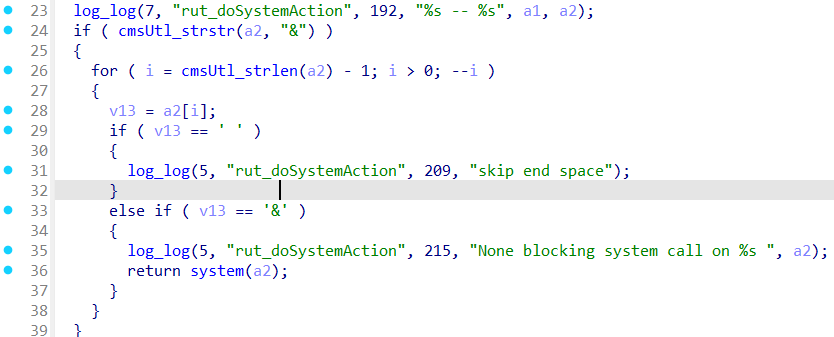 23 log_log(7, "rut_doSystemAction", 192, "%s -- %s", a1, a2);
24 if ( cmsUtl_strstr(a2, "&") )
25 {
26 for ( i = cmsUtl_strlen(a2) - 1; i > 0; --i )
27 {
28 v13 = a2[i];
29 if ( v13 == ' ' )
30 {
31 log_log(5, "rut_doSystemAction", 209, "skip end space");
32 }
33 else if ( v13 == '&' )
34 {
35 log_log(5, "rut_doSystemAction", 215, "None blocking system call on %s ", a2);
36 return system(a2);
37 }
38 }
39 }